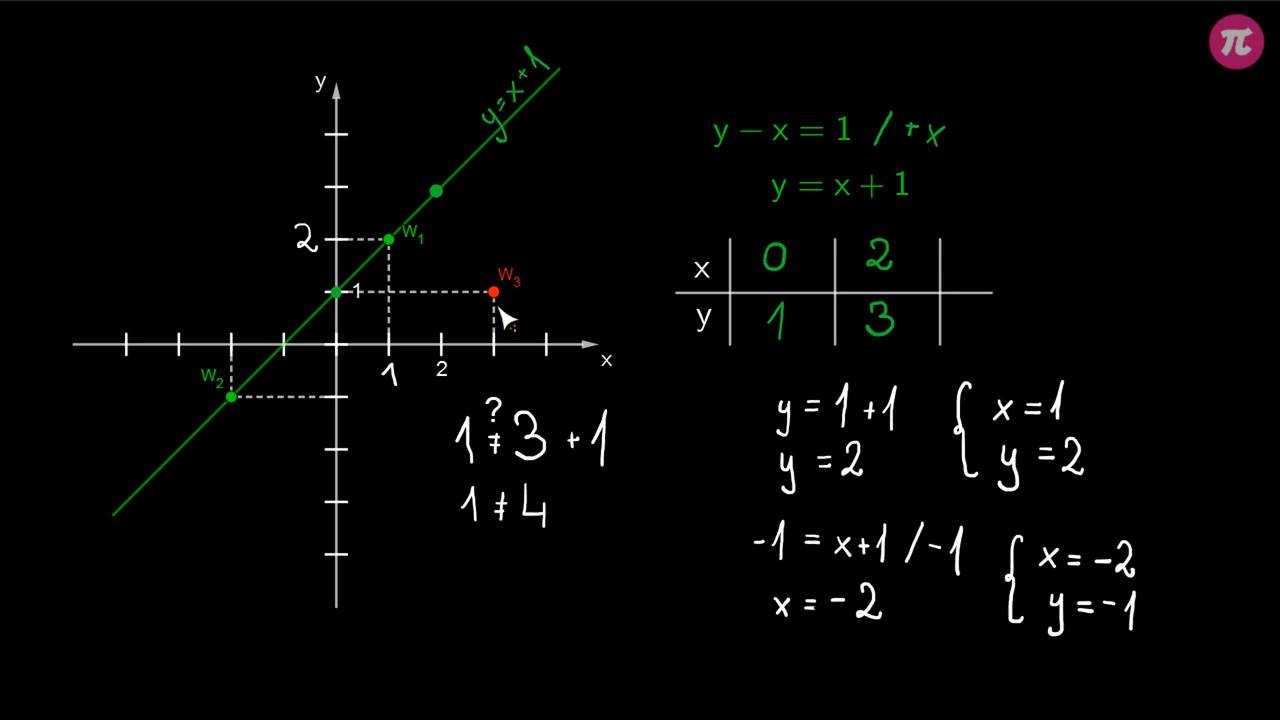 π
y
y=x+1
y − x = 1 / +x
y = x + 1
x 0 2
y 1 3
2
w1
w3
1
x
w2
1
2
1 ≠ 3 + 1
?
1 ≠ 4
y = 1 + 1
y = 2
{ x = 1
y = 2
-1 = x+1 / -1
x = -2
{ x = -2
y = -1